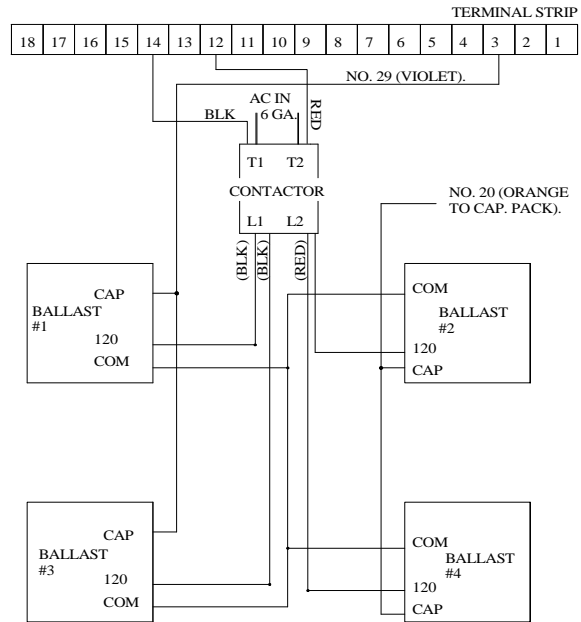 TERMINAL STRIP
18 17 16 15 14 13 12 11 10 9 8 7 6 5 4 3 2 1
NO. 29 (VIOLET).
AC IN
6 GA.
BLK
RED
T1 T2
CONTACTOR
L1 L2
NO. 20 (ORANGE
TO CAP. PACK).
(BLK)
(BLK)
(RED)
CAP
BALLAST
#1
120
COM
COM
BALLAST
#2
120
CAP
CAP
BALLAST
#3
120
COM
COM
BALLAST
#4
120
CAP